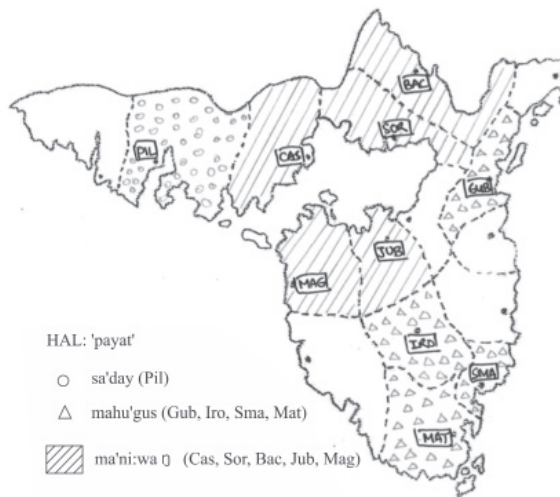 BAC
SOR
PIL
CAS
GUB
JUB
MAG
HAL: 'payat'
IRO
sa'day (Pil)
SMA
mahu'gus (Gub, Iro, Sma, Mat)
MAT
ma'ni:wa ŋ (Cas, Sor, Bac, Jub, Mag)